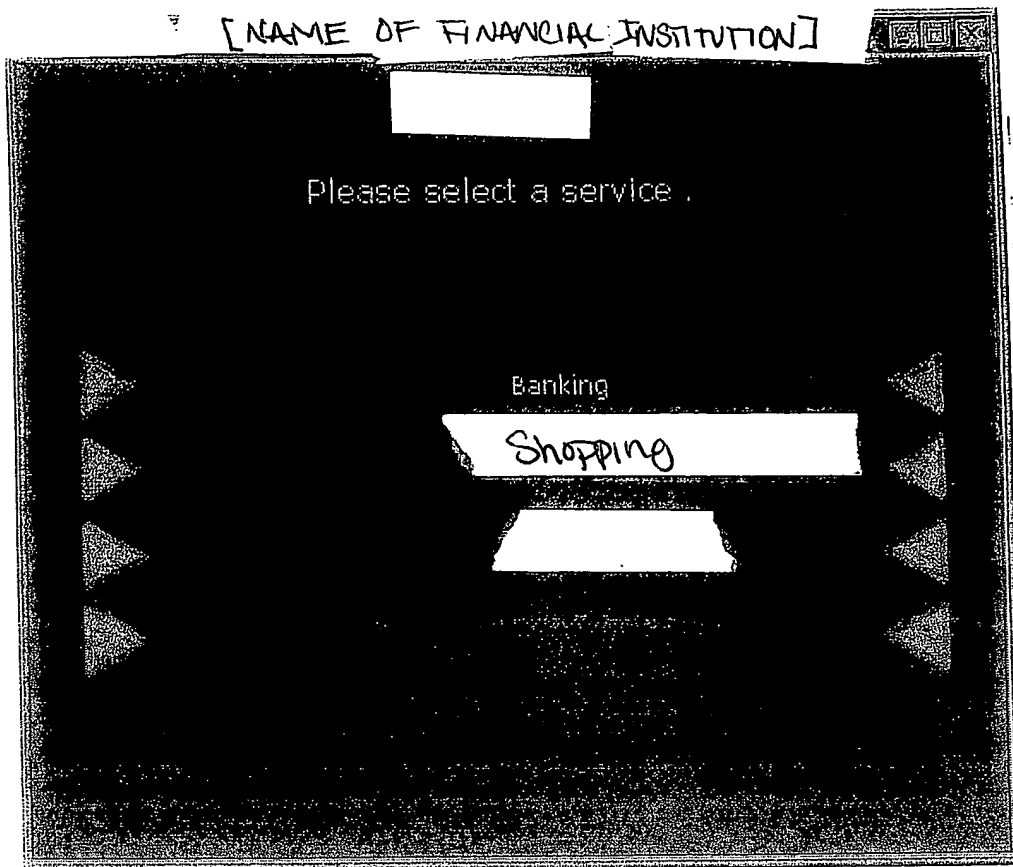 [NAME OF FINANCIAL INSTITUTION]
Please select a service .
Banking
Shopping